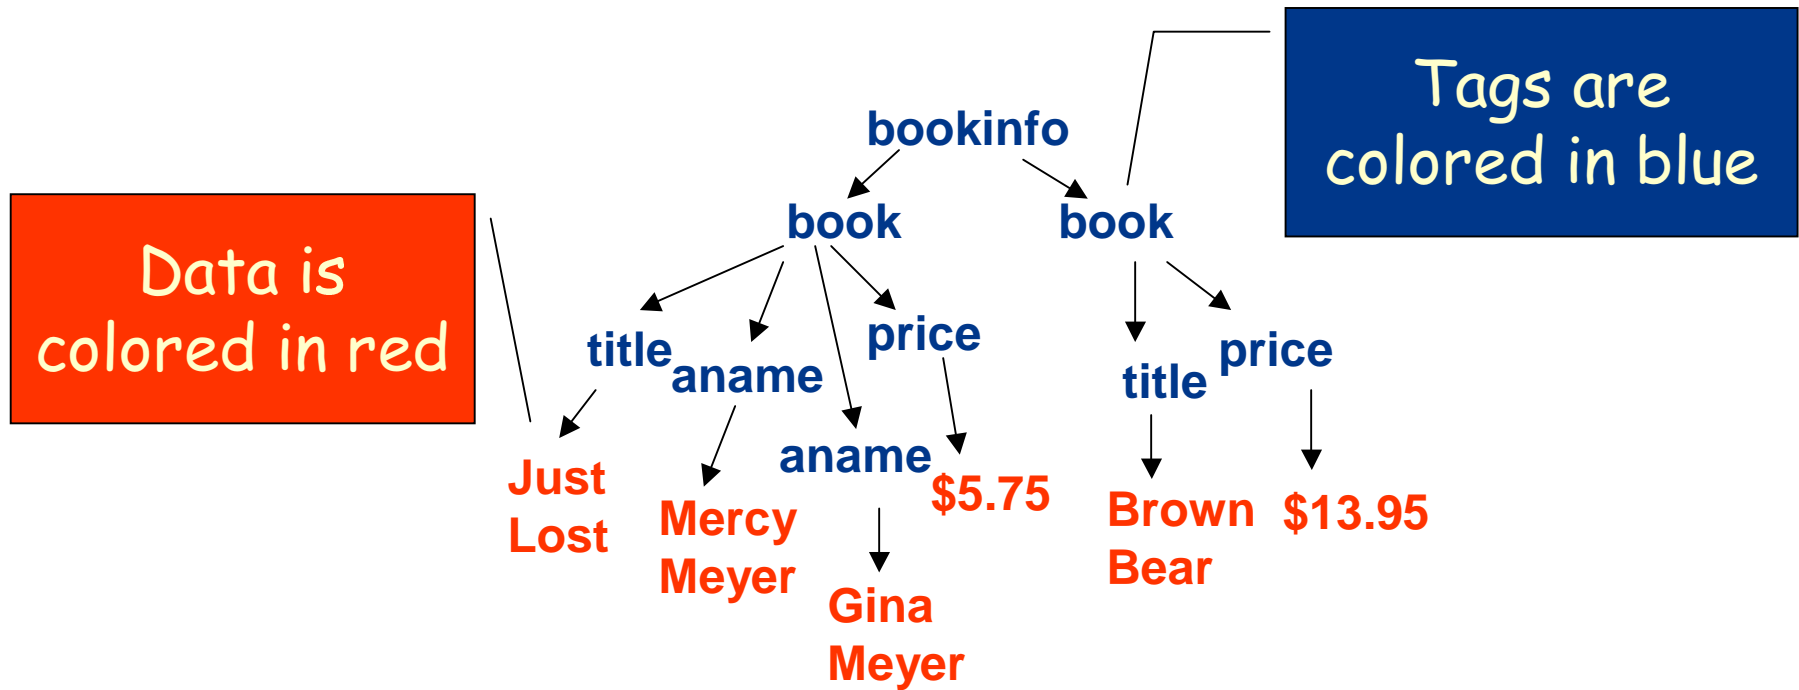 Tags are
colored in blue
bookinfo
Data is
colored in red
book
book
title
aname
price
title
price
aname
Just
Lost
Mercy
Meyer
$5.75
Brown
Bear
$13.95
Gina
Meyer